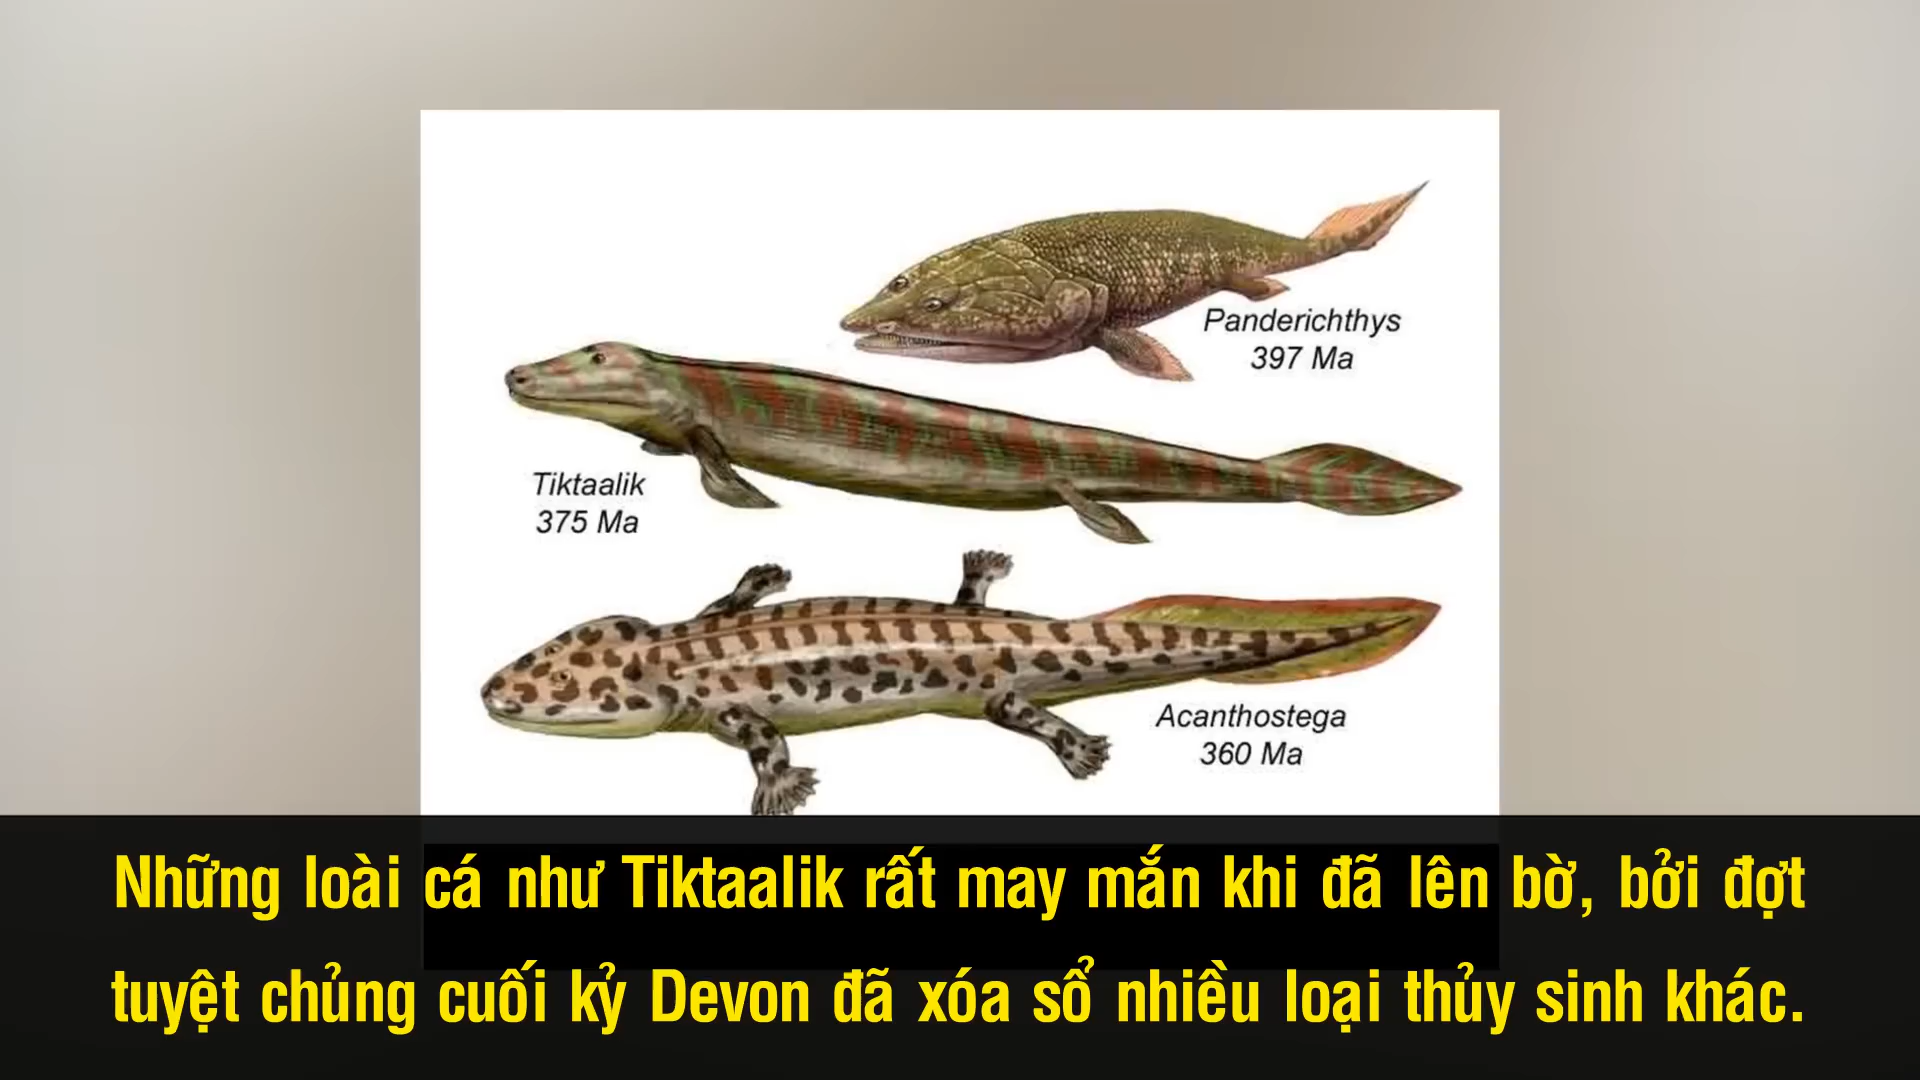 Panderichthys
397 Ma
Tiktaalik
375 Ma
Acanthostega
360 Ma
Những loài cá như Tiktaalik rất may mắn khi đã lên bờ, bởi đợt
tuyệt chủng cuối kỷ Devon đã xóa sổ nhiều loại thủy sinh khác.